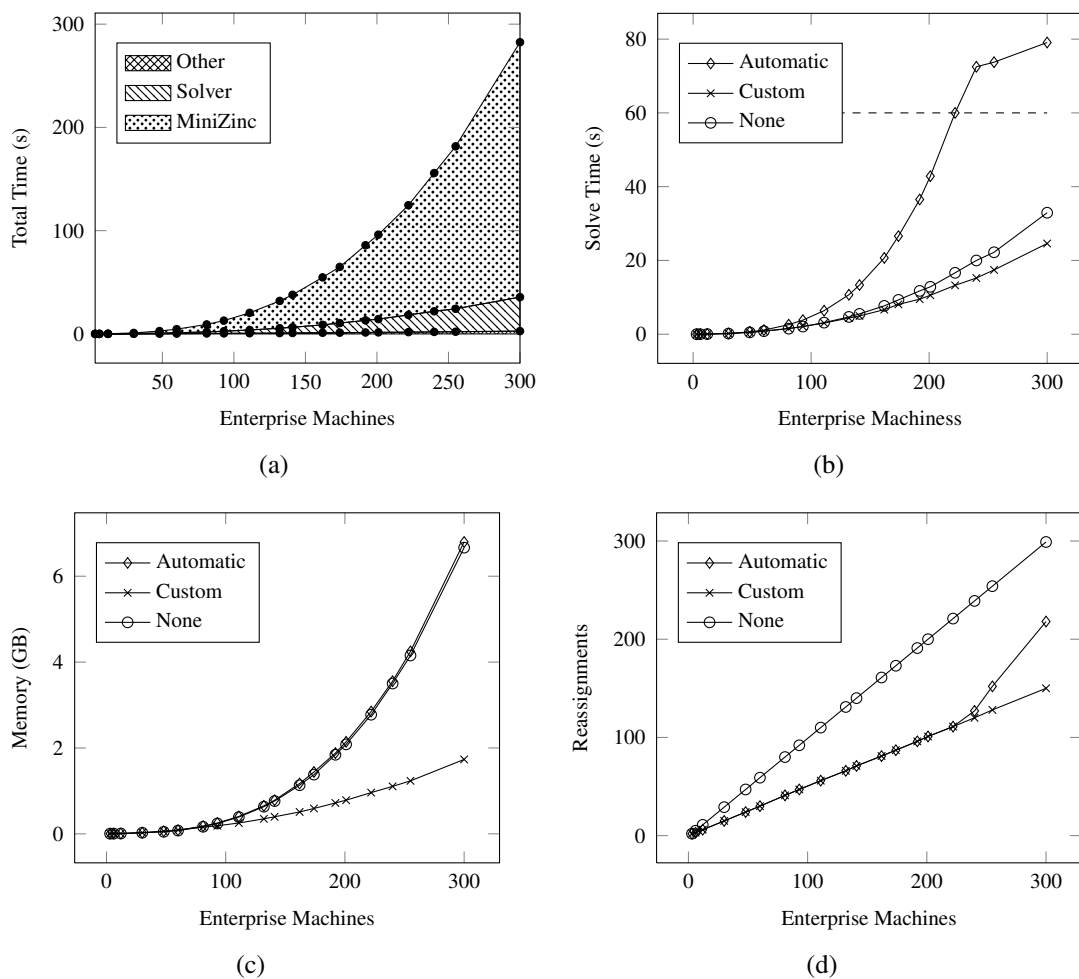 300
200
100
0
Total Time (s)
Other
Solver
MiniZinc
50
100
150
200
250
300
Enterprise Machines
(a)
80
60
40
20
0
Solve Time (s)
Automatic
Custom
None
0
100
200
300
Enterprise Machiness
(b)
6
4
2
0
Memory (GB)
Automatic
Custom
None
0
100
200
300
Enterprise Machines
(c)
300
200
100
0
Reassignments
Automatic
Custom
None
0
100
200
300
Enterprise Machines
(d)